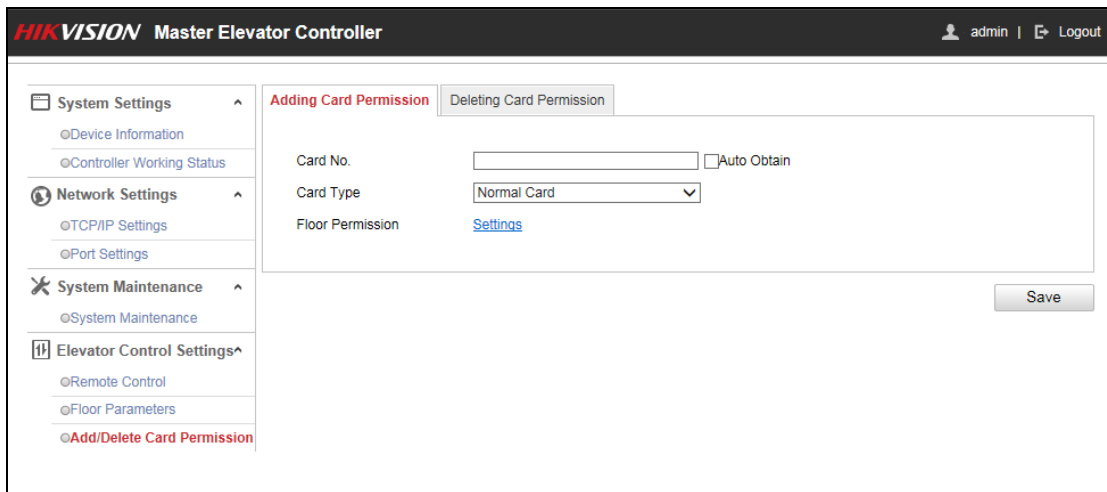 HIKVISION Master Elevator Controller
admin | Logout
System Settings
Device Information
Controller Working Status
Network Settings
TCP/IP Settings
Port Settings
System Maintenance
System Maintenance
Elevator Control Settings
Remote Control
Floor Parameters
Add/Delete Card Permission
Adding Card Permission
Deleting Card Permission
Card No.
Auto Obtain
Card Type
Normal Card
Floor Permission
Settings
Save